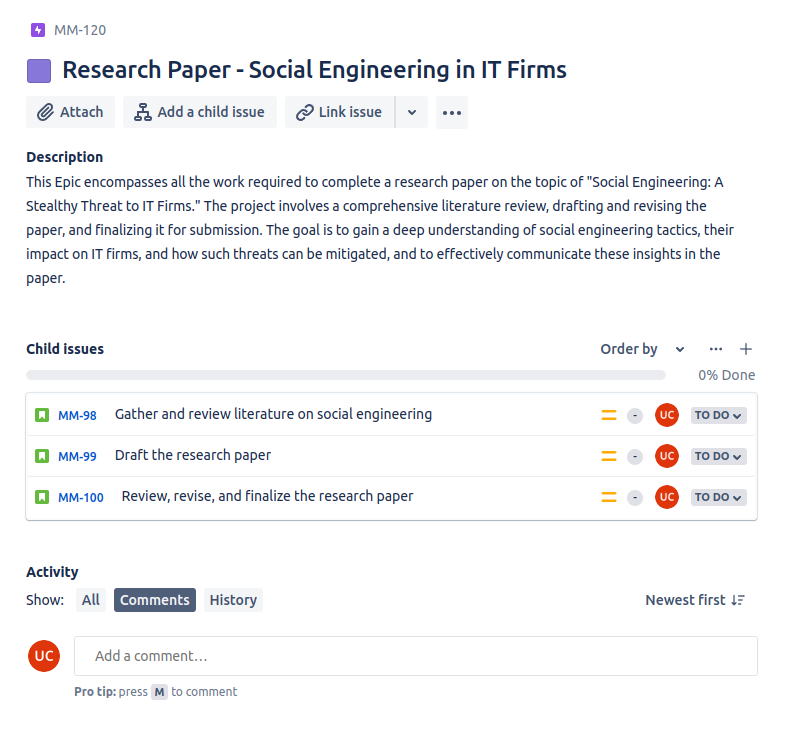 MM-120
Research Paper - Social Engineering in IT Firms
Attach Add a child issue Link issue
Description
This Epic encompasses all the work required to complete a research paper on the topic of "Social Engineering: A
Stealthy Threat to IT Firms." The project involves a comprehensive literature review, drafting and revising the
paper, and finalizing it for submission. The goal is to gain a deep understanding of social engineering tactics, their
impact on IT firms, and how such threats can be mitigated, and to effectively communicate these insights in the
paper.
Child issues Order by
0% Done
MM-98 Gather and review literature on social engineering - UC TO DO
MM-99 Draft the research paper - UC TO DO
MM-100 Review, revise, and finalize the research paper - UC TO DO
Activity
Show: All Comments History Newest first
UC Add a comment…
Pro tip: press M to comment